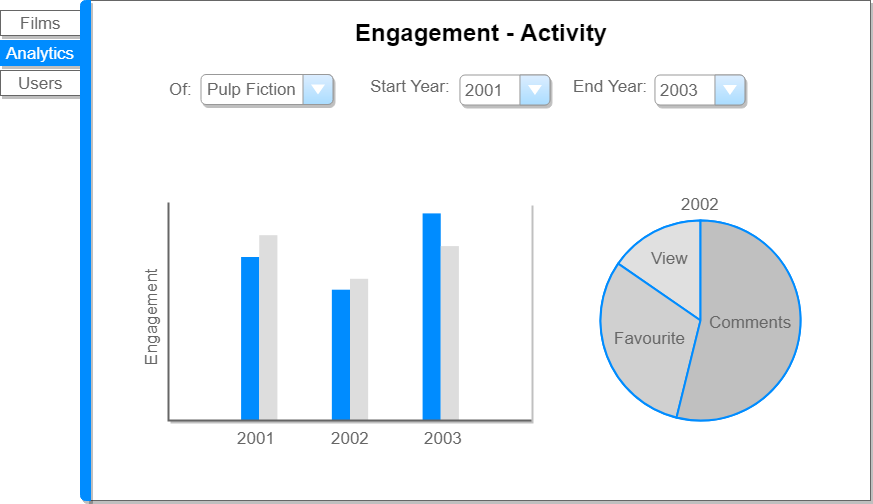 Films
Analytics
Users
Engagement - Activity
Of: Pulp Fiction Start Year: 2001 End Year: 2003
Engagement
2001 2002 2003
2002
View
Favourite
Comments